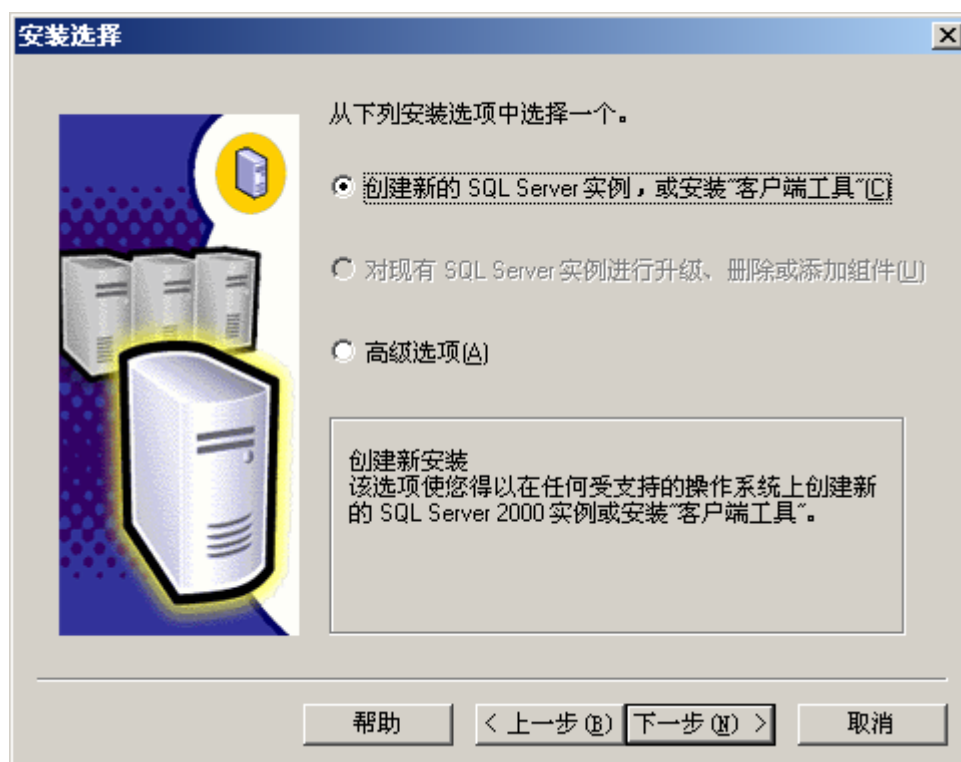 安装选择
从下列安装选项中选择一个。
创建新的 SQL Server 实例，或安装"客户端工具"(C)
对现有 SQL Server 实例进行升级、删除或添加组件(U)
高级选项(A)
创建新安装
该选项使您得以在任何受支持的操作系统上创建新
的 SQL Server 2000 实例或安装"客户端工具"。
帮助
< 上一步(B)
下一步(N) >
取消